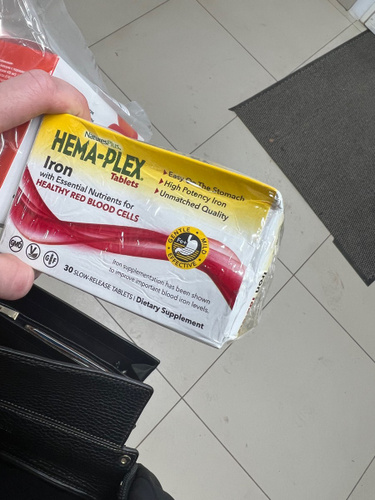 NaturesPlus
HEMA-PLEX
Tablets
Iron
with Essential Nutrients for
HEALTHY RED BLOOD CELLS
Easy On The Stomach
High Potency Iron
Unmatched Quality
GENTLE • MILD
EFFECTIVE
Iron supplementation has been shown
to improve important blood iron levels.
30 SLOW-RELEASE TABLETS / Dietary Supplement